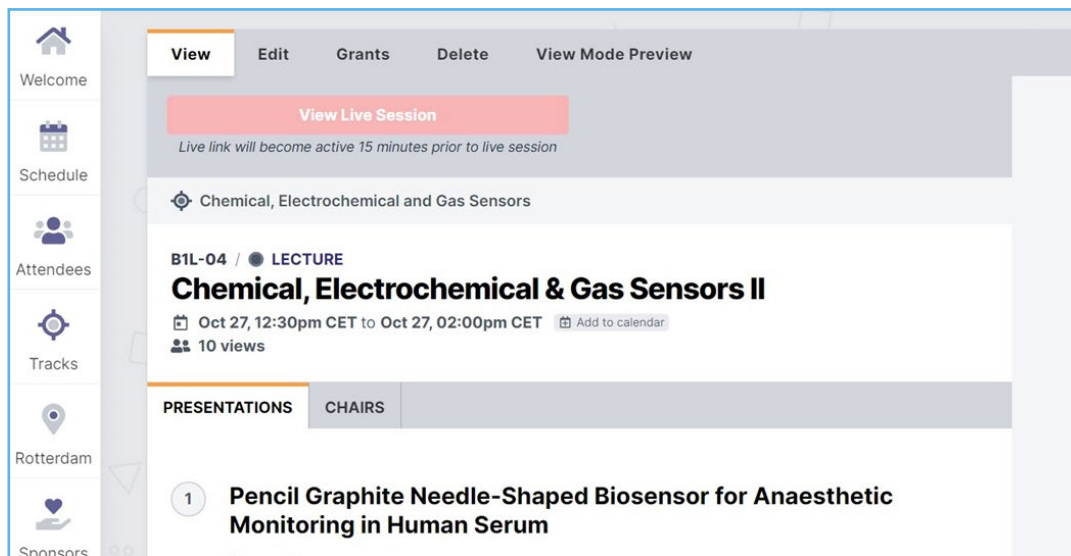 Welcome
Schedule
Attendees
Tracks
Rotterdam
Sponsors
View Edit Grants Delete View Mode Preview
View Live Session
Live link will become active 15 minutes prior to live session
Chemical, Electrochemical and Gas Sensors
B1L-04 / LECTURE
Chemical, Electrochemical & Gas Sensors II
Oct 27, 12:30pm CET to Oct 27, 02:00pm CET Add to calendar
10 views
PRESENTATIONS CHAIRS
1 Pencil Graphite Needle-Shaped Biosensor for Anaesthetic
Monitoring in Human Serum